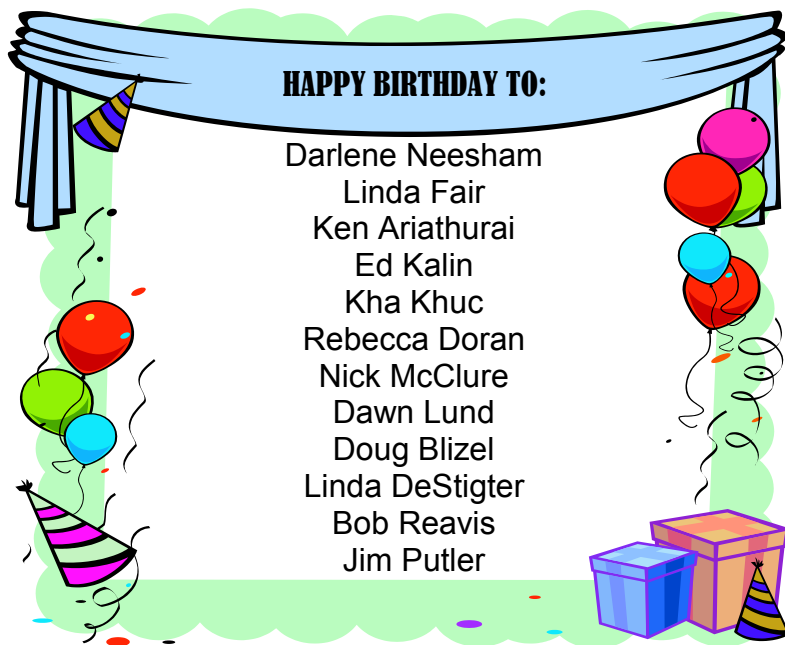 HAPPY BIRTHDAY TO:
Darlene Neesham
Linda Fair
Ken Ariathurai
Ed Kalin
Kha Khuc
Rebecca Doran
Nick McClure
Dawn Lund
Doug Blizel
Linda DeStigter
Bob Reavis
Jim Putler